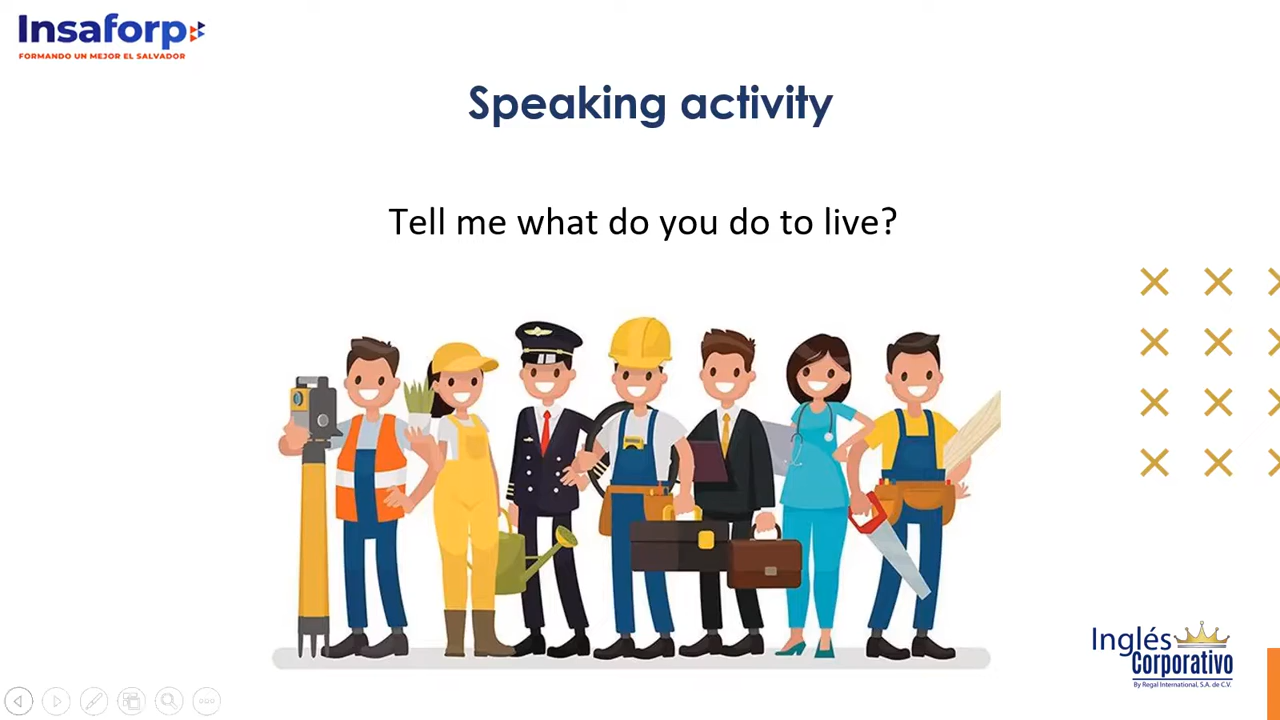 Insaforp
FORMANDO UN MEJOR EL SALVADOR
Speaking activity
Tell me what do you do to live?
Inglés
Corporativo
By Regal International, S.A. de C.V.